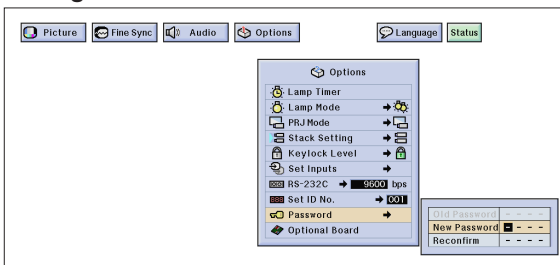 Picture Fine Sync Audio Options Language Status
Options
Lamp Timer
Lamp Mode
PRJ Mode
Stack Setting
Keylock Level
Set Inputs
RS-232C 9600 bps
Set ID No. 001
Password
Optional Board
Old Password - - - -
New Password - - - -
Reconfirm - - - -